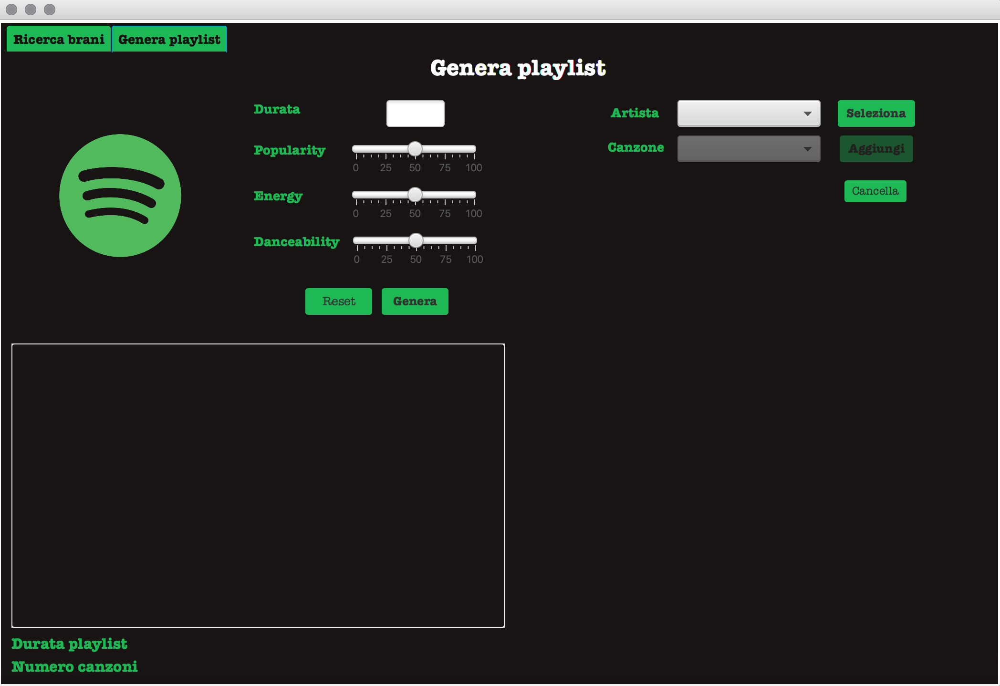 Ricerca brani Genera playlist
Genera playlist
Durata
Popularity
0 25 50 75 100
Energy
0 25 50 75 100
Danceability
0 25 50 75 100
Reset Genera
Artista Seleziona
Canzone Aggiungi
Cancella
Durata playlist
Numero canzoni